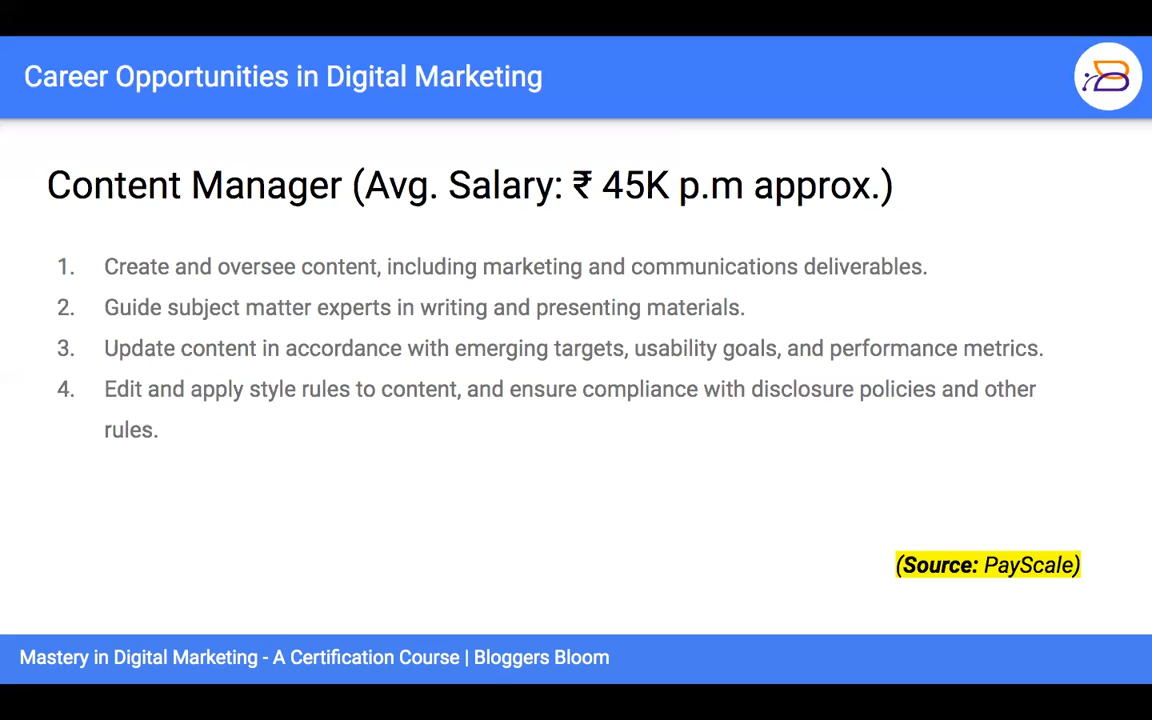 Career Opportunities in Digital Marketing
Content Manager (Avg. Salary: ₹ 45K p.m approx.)
1. Create and oversee content, including marketing and communications deliverables.
2. Guide subject matter experts in writing and presenting materials.
3. Update content in accordance with emerging targets, usability goals, and performance metrics.
4. Edit and apply style rules to content, and ensure compliance with disclosure policies and other
rules.
(Source: PayScale)
Mastery in Digital Marketing - A Certification Course | Bloggers Bloom